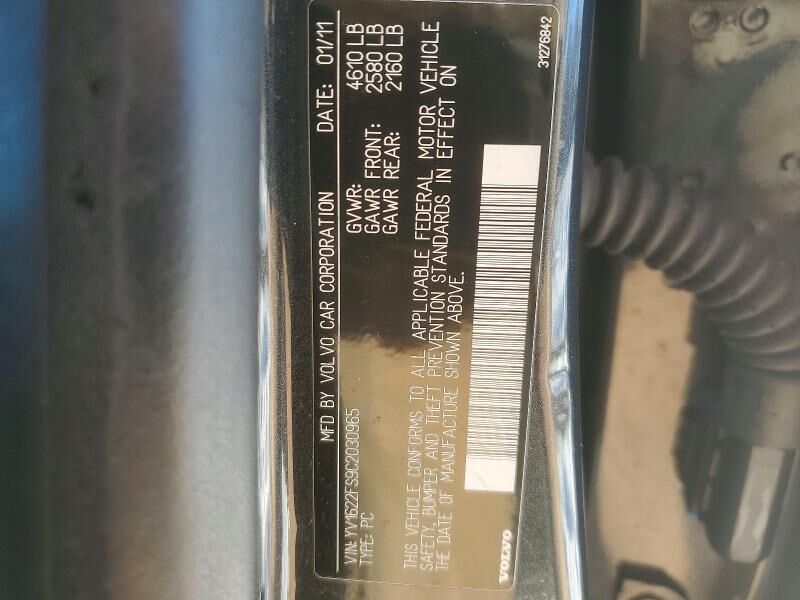 MFD BY VOLVO CAR CORPORATION DATE: 01/11
VIN: YV1622FS9C2030965 GVWR: 4610 LB
TYPE: PC GAWR FRONT: 2580 LB
GAWR REAR: 2160 LB
THIS VEHICLE CONFORMS TO ALL APPLICABLE FEDERAL MOTOR VEHICLE
SAFETY, BUMPER AND THEFT PREVENTION STANDARDS IN EFFECT ON
THE DATE OF MANUFACTURE SHOWN ABOVE.
VOLVO
31276842